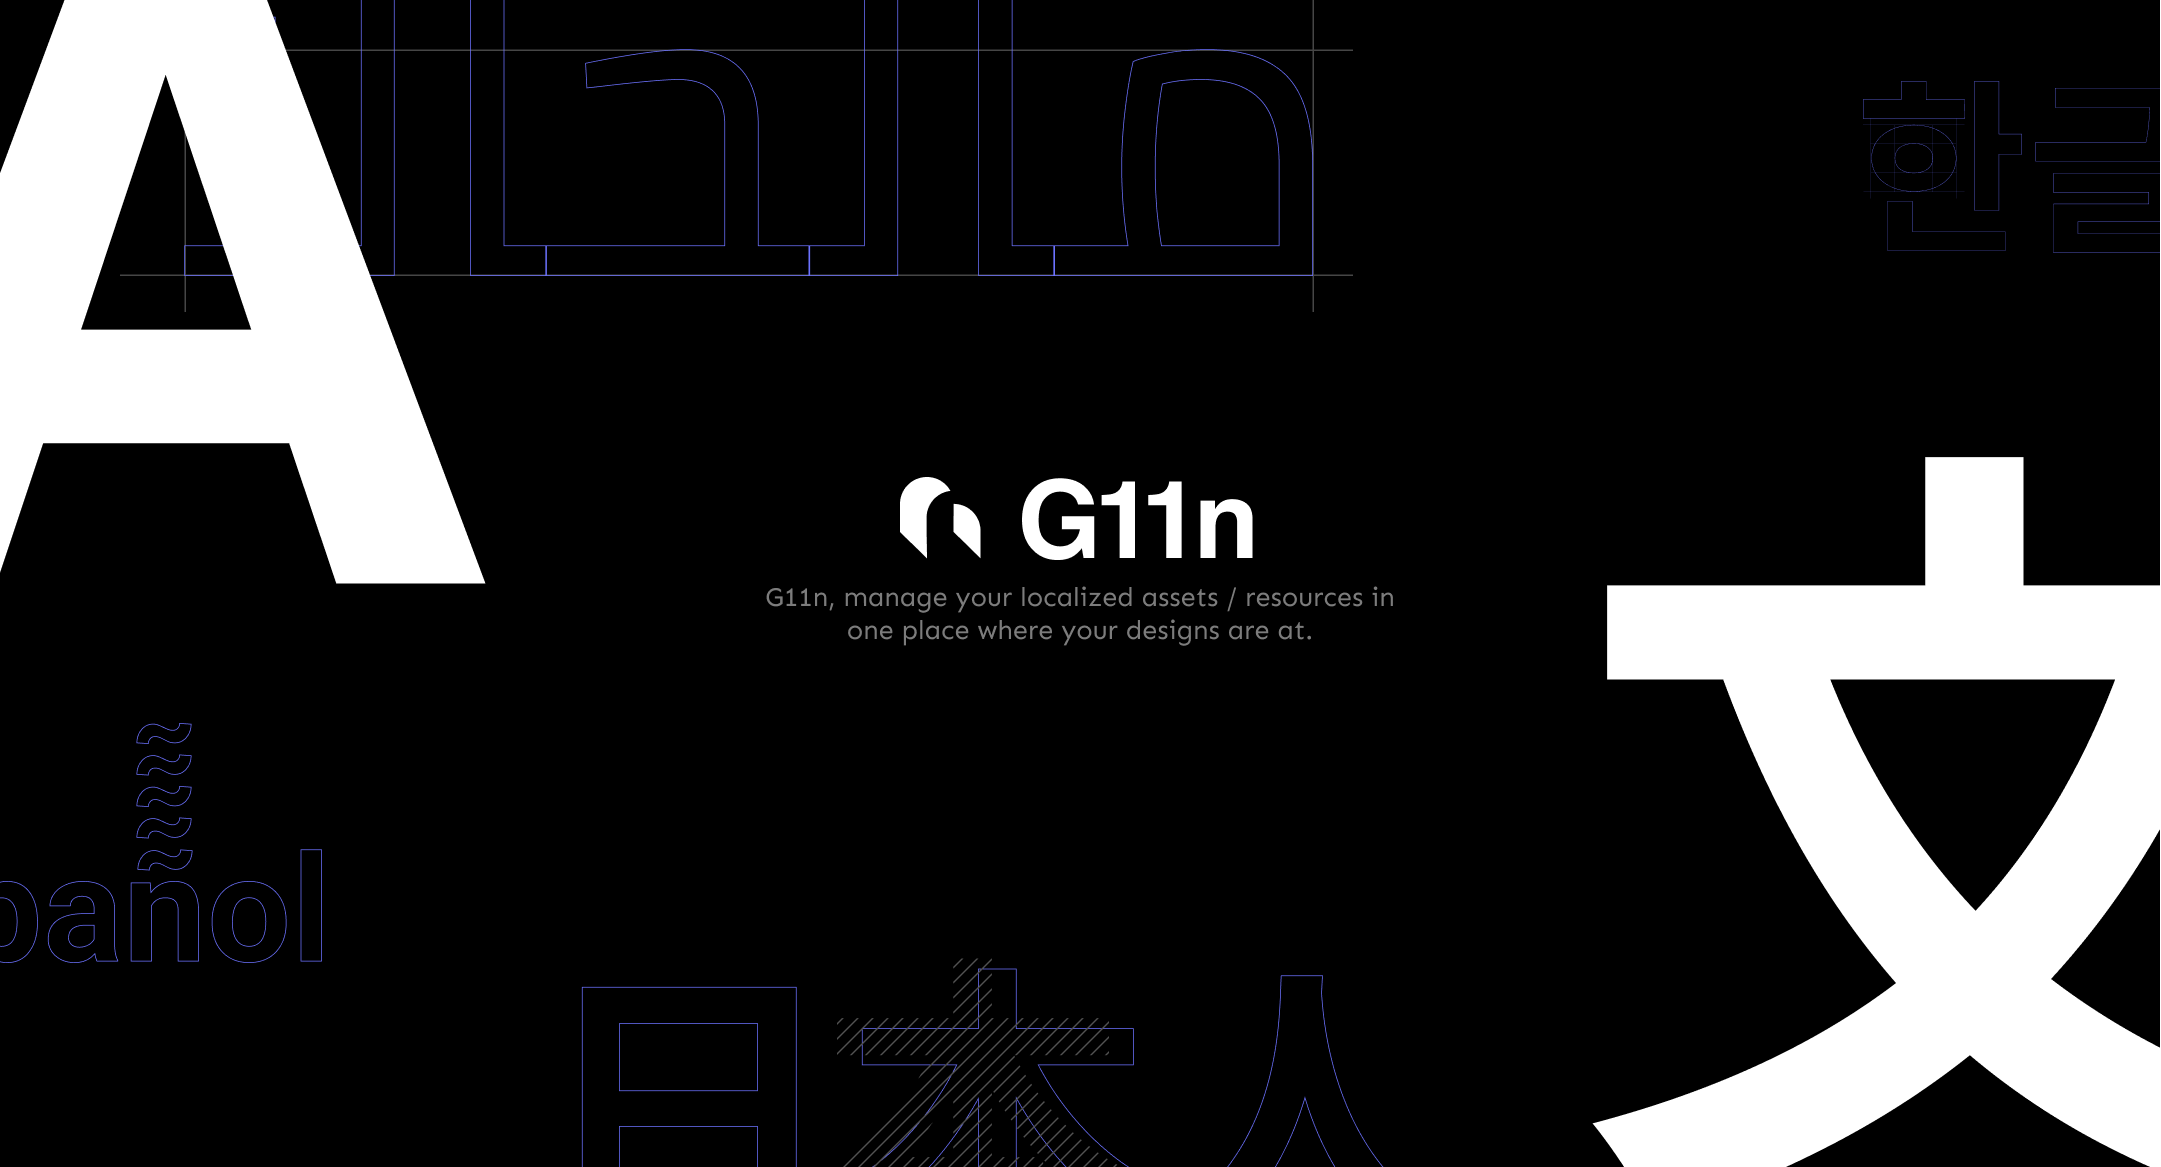 A
한글
G11n
G11n, manage your localized assets / resources in
one place where your designs are at.
文
pañol
日本人